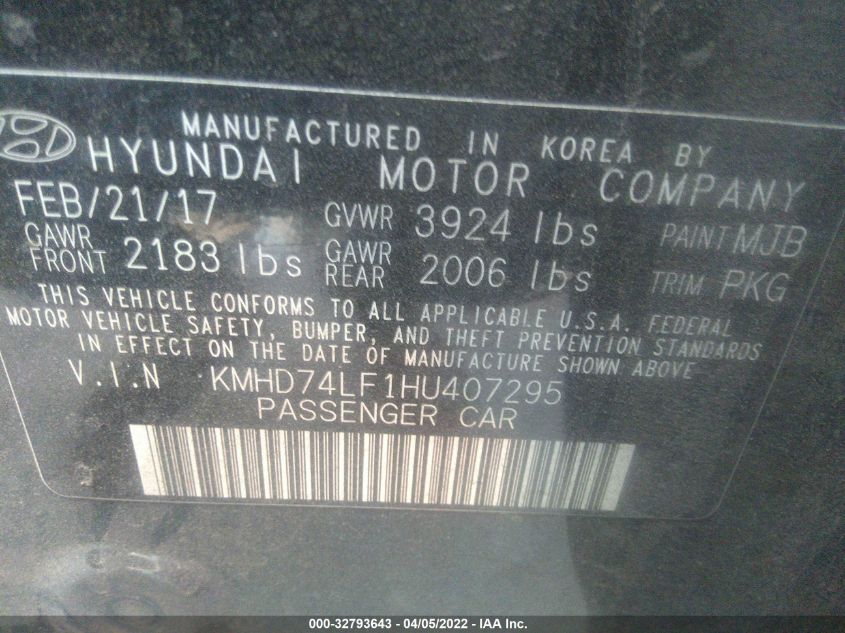 MANUFACTURED IN KOREA BY
HYUNDAI MOTOR COMPANY
FEB/21/17 GVWR 3924 lbs PAINT MJB
GAWR FRONT 2183 lbs GAWR REAR 2006 lbs TRIM PKG
THIS VEHICLE CONFORMS TO ALL APPLICABLE U.S.A. FEDERAL
MOTOR VEHICLE SAFETY, BUMPER, AND THEFT PREVENTION STANDARDS
IN EFFECT ON THE DATE OF MANUFACTURE SHOWN ABOVE
V.I.N KMHD74LF1HU407295
PASSENGER CAR
000-32793643 - 04/05/2022 - IAA Inc.